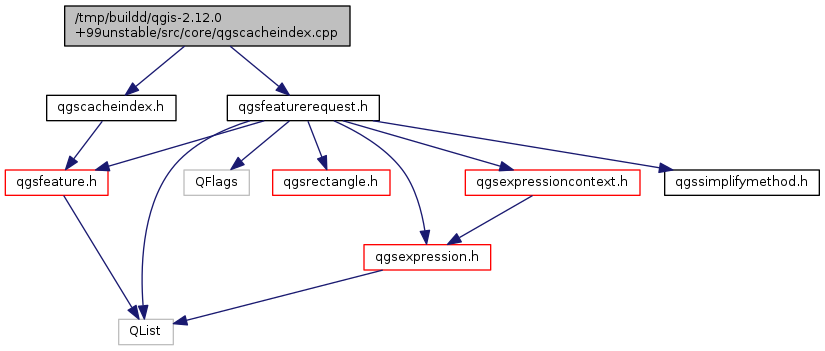 /tmp/buildd/qgis-2.12.0
+99unstable/src/core/qgscacheindex.cpp
qgscacheindex.h
qgsfeaturerequest.h
qgsfeature.h
QFlags
qgsrectangle.h
qgsexpressioncontext.h
qgssimplifymethod.h
qgsexpression.h
QList